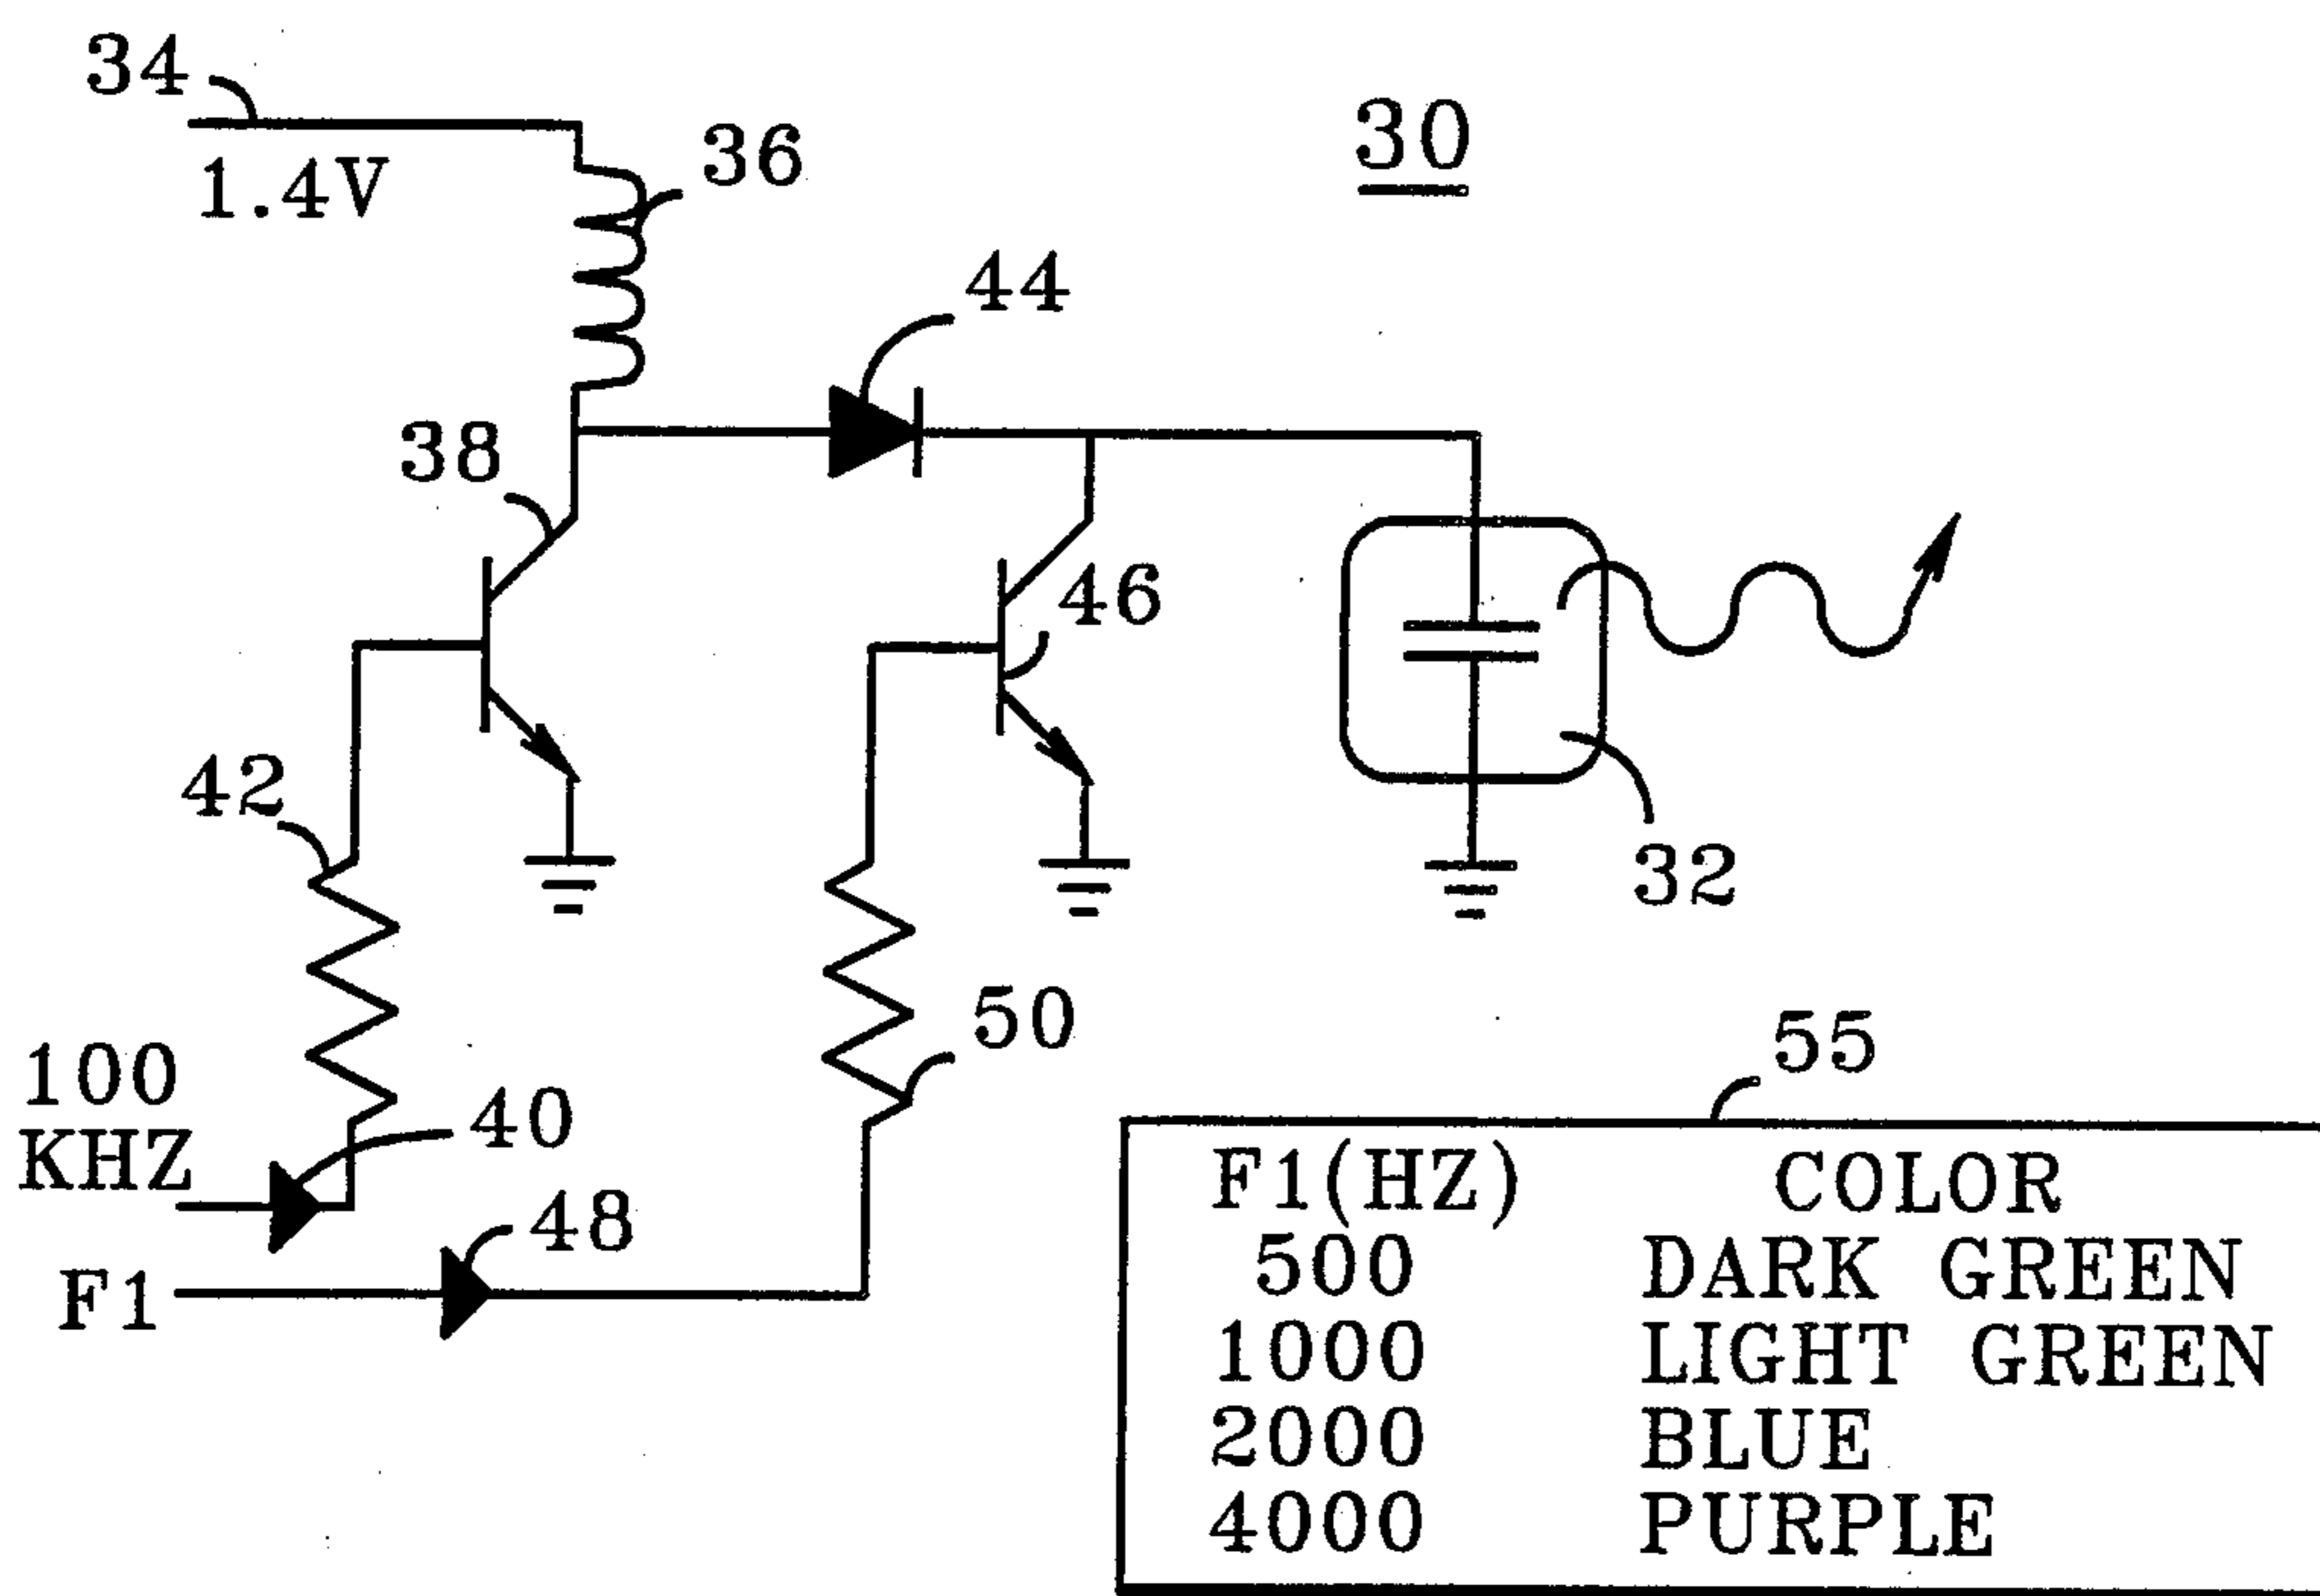 34
1.4V
36
30
44
38
46
42
32
50
100
KHZ
40
48
F1
55
F1(HZ) COLOR
500 DARK GREEN
1000 LIGHT GREEN
2000 BLUE
4000 PURPLE